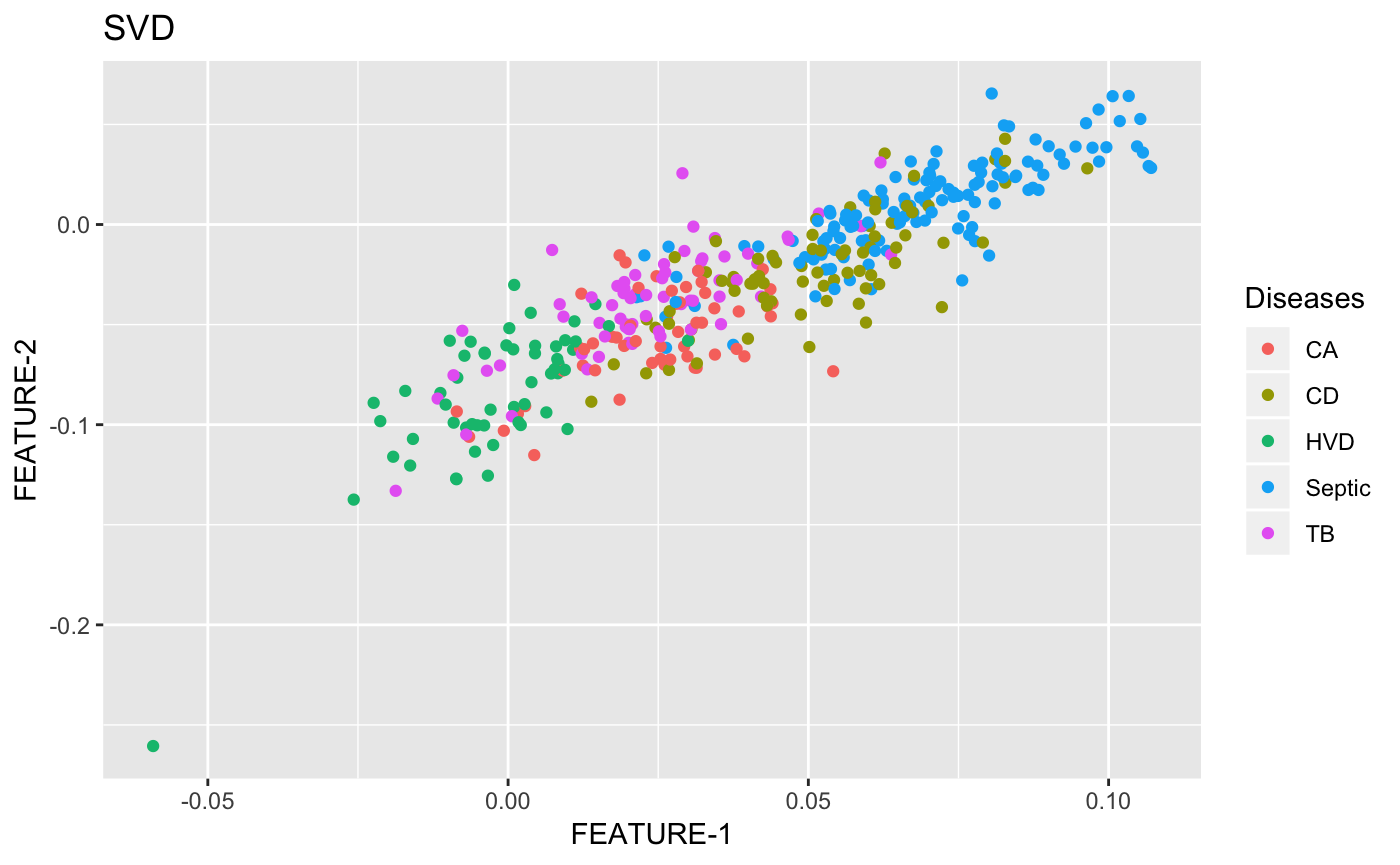 SVD
0.0
-0.1
-0.2
FEATURE-2
-0.05
0.00
0.05
0.10
FEATURE-1
Diseases
CA
CD
HVD
Septic
TB